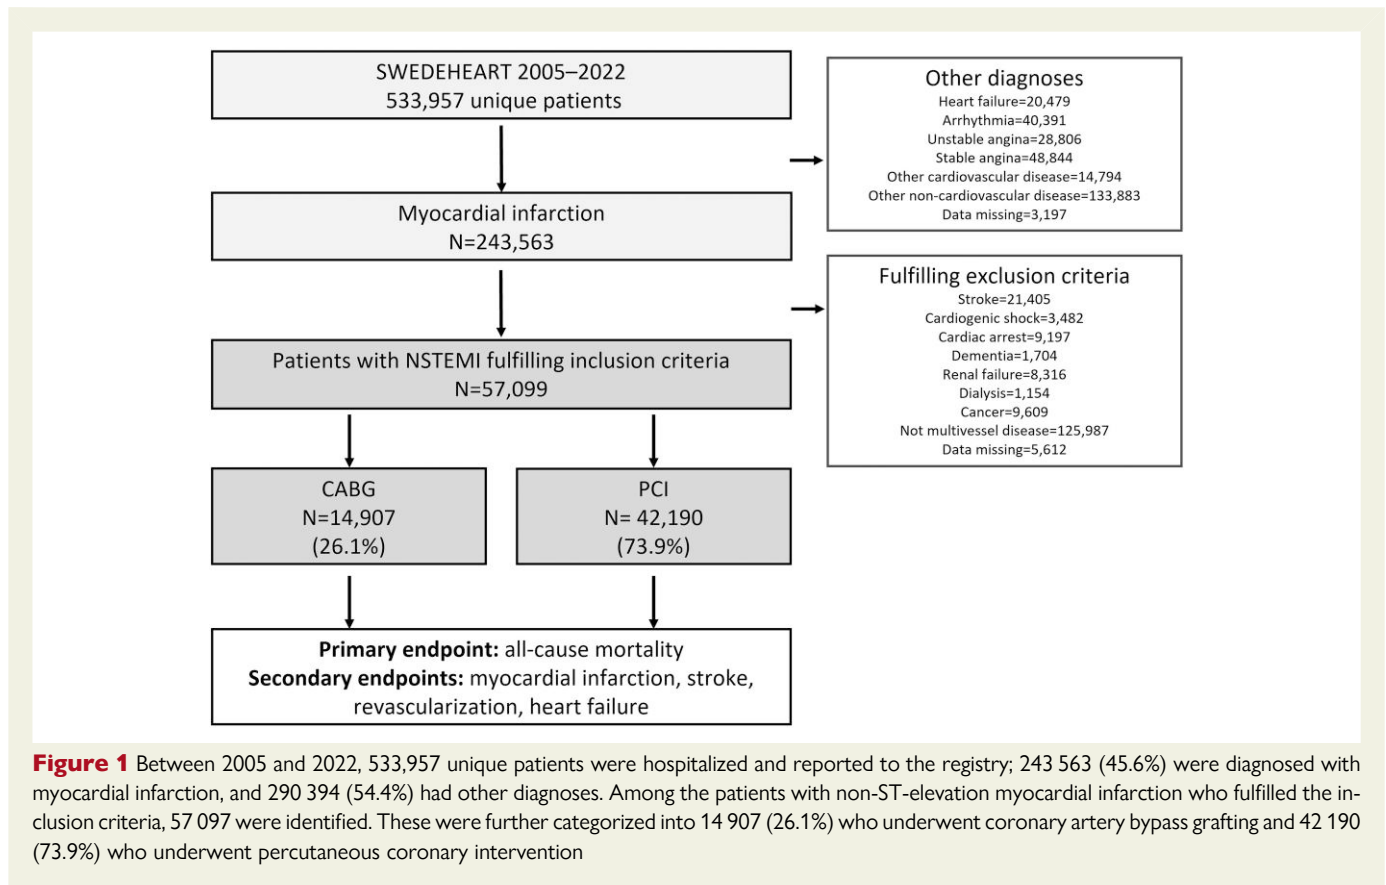 SWEDEHEART 2005–2022
533,957 unique patients
Other diagnoses
Heart failure=20,479
Arrhythmia=40,391
Unstable angina=28,806
Stable angina=48,844
Other cardiovascular disease=14,794
Other non-cardiovascular disease=133,883
Data missing=3,197
Myocardial infarction
N=243,563
Fulfilling exclusion criteria
Stroke=21,405
Cardiogenic shock=3,482
Cardiac arrest=9,197
Dementia=1,704
Renal failure=8,316
Dialysis=1,154
Cancer=9,609
Not multivessel disease=125,987
Data missing=5,612
Patients with NSTEMI fulfilling inclusion criteria
N=57,099
CABG
N=14,907
(26.1%)
PCI
N= 42,190
(73.9%)
Primary endpoint: all-cause mortality
Secondary endpoints: myocardial infarction, stroke,
revascularization, heart failure
Figure 1 Between 2005 and 2022, 533,957 unique patients were hospitalized and reported to the registry; 243 563 (45.6%) were diagnosed with
myocardial infarction, and 290 394 (54.4%) had other diagnoses. Among the patients with non-ST-elevation myocardial infarction who fulfilled the in-
clusion criteria, 57 097 were identified. These were further categorized into 14 907 (26.1%) who underwent coronary artery bypass grafting and 42 190
(73.9%) who underwent percutaneous coronary intervention